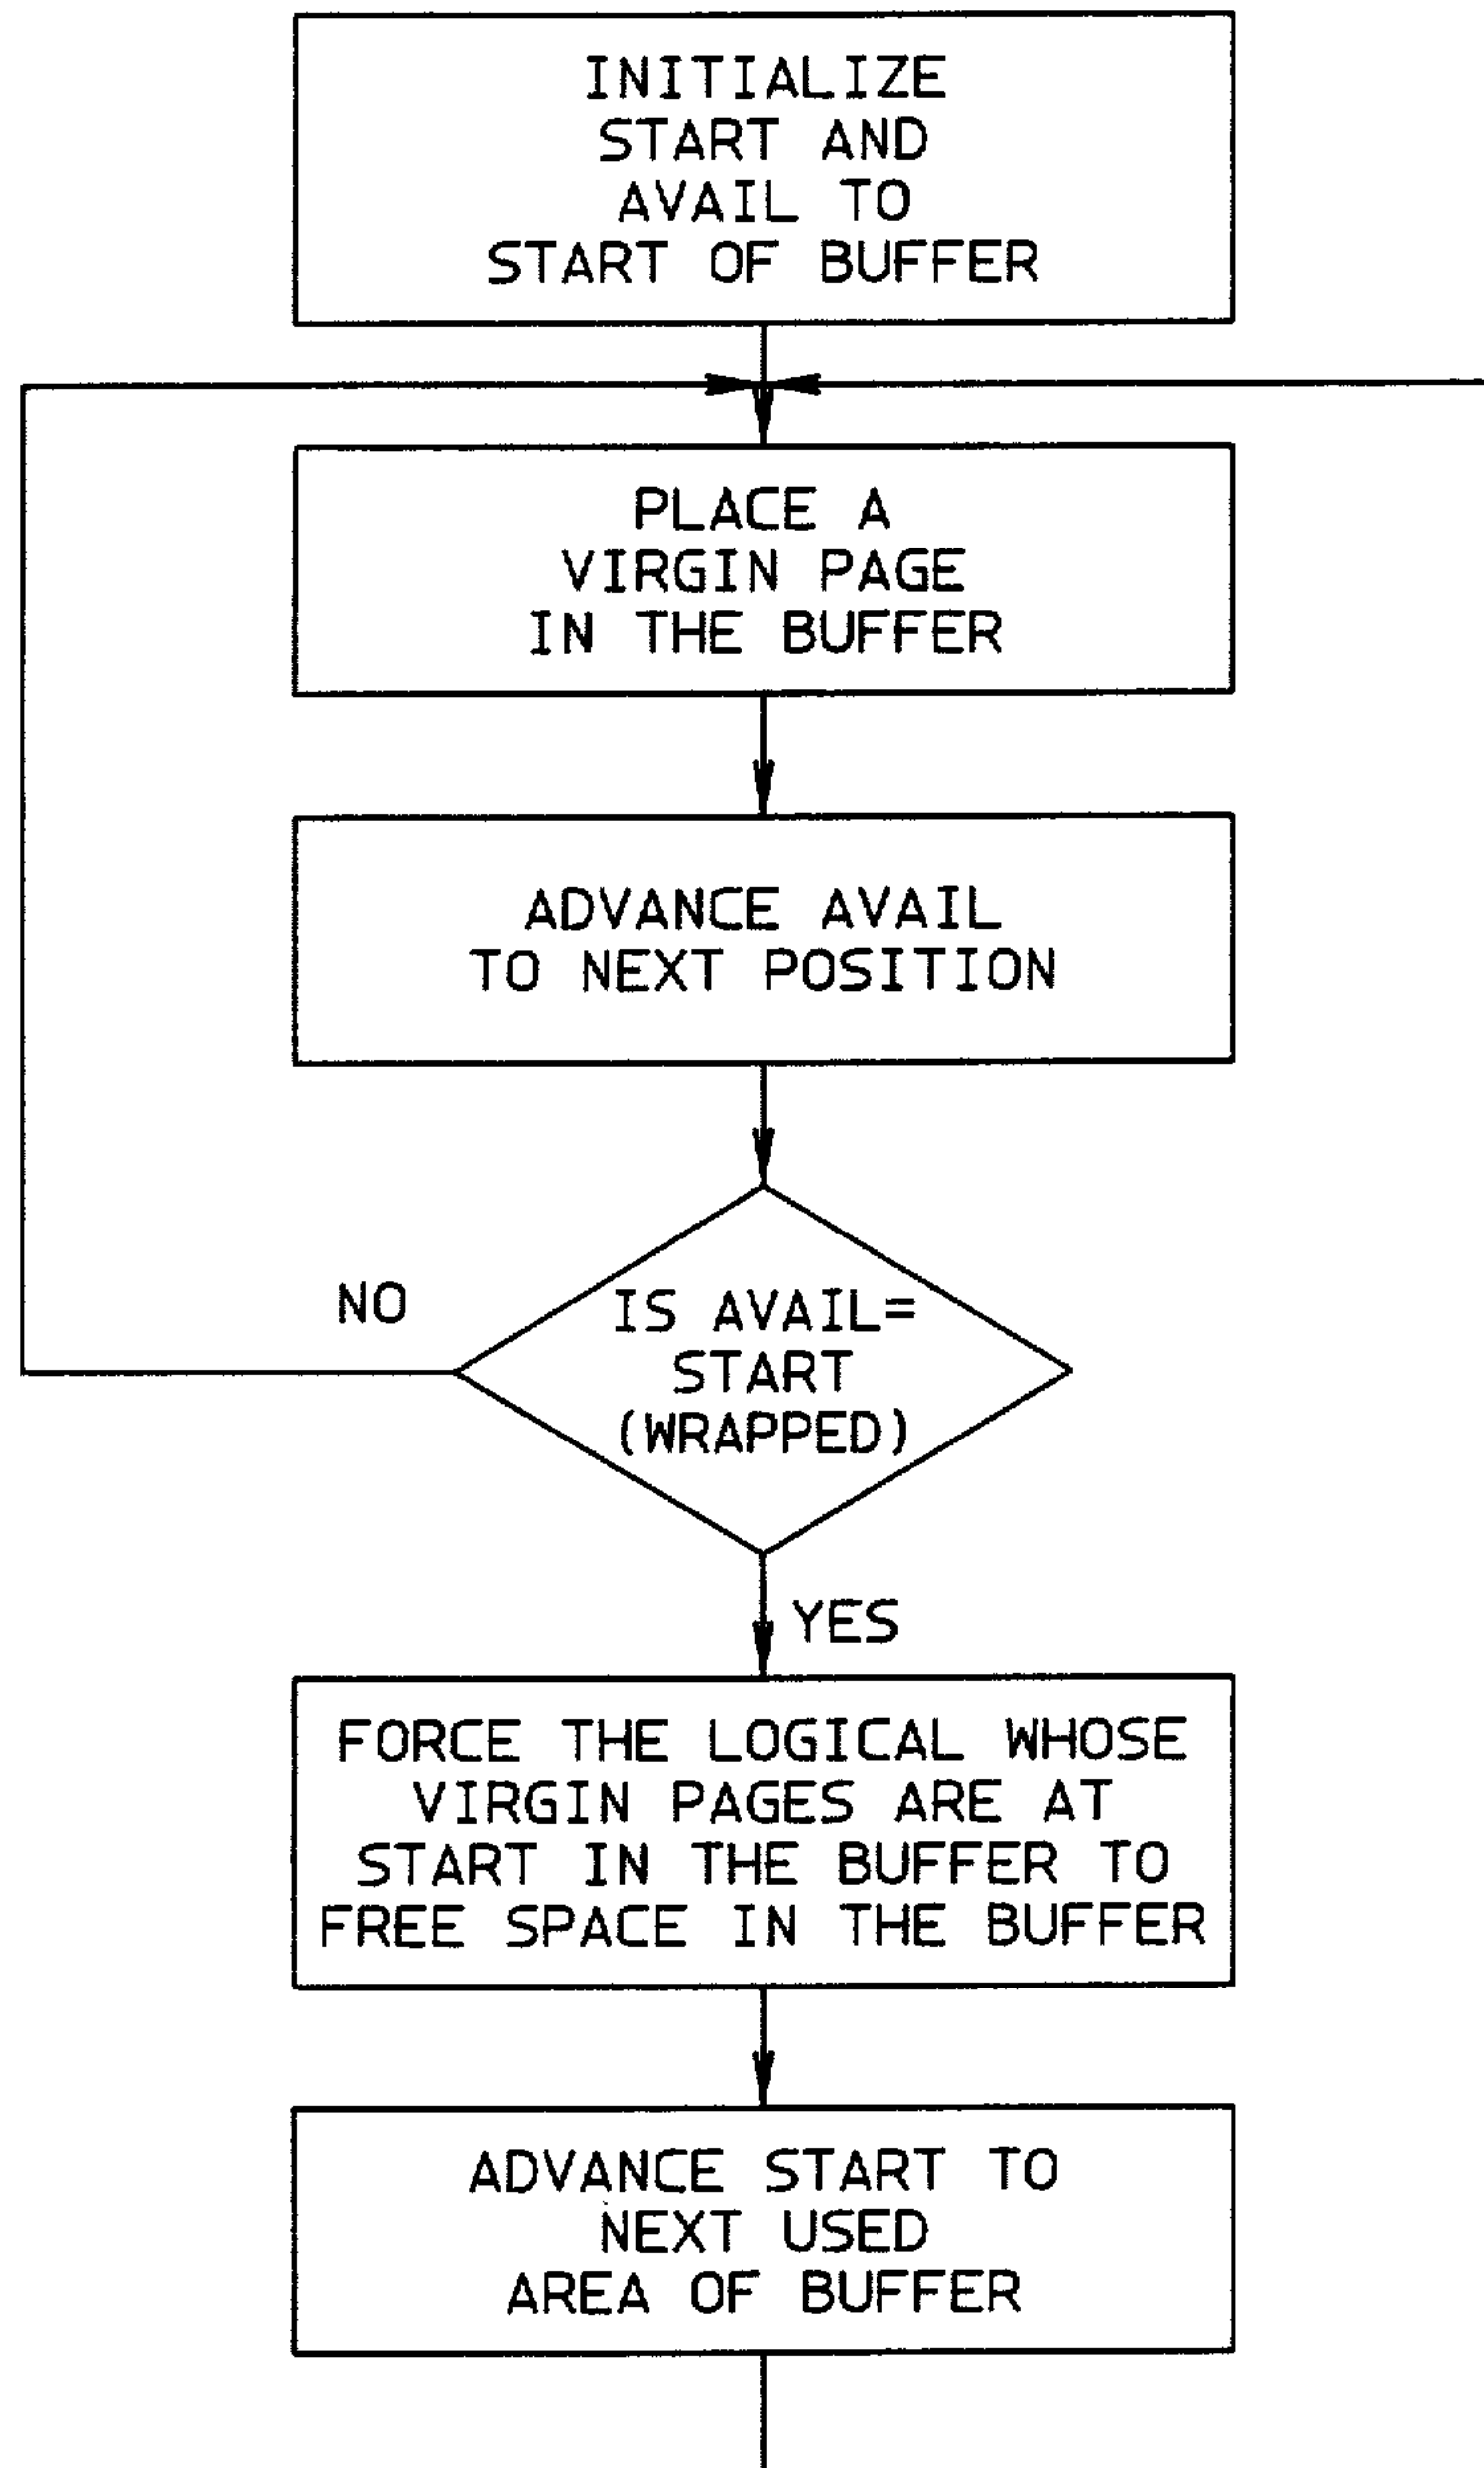 INITIALIZE
START AND
AVAIL TO
START OF BUFFER
PLACE A
VIRGIN PAGE
IN THE BUFFER
ADVANCE AVAIL
TO NEXT POSITION
NO
IS AVAIL=
START
(WRAPPED)
YES
FORCE THE LOGICAL WHOSE
VIRGIN PAGES ARE AT
START IN THE BUFFER TO
FREE SPACE IN THE BUFFER
ADVANCE START TO
NEXT USED
AREA OF BUFFER